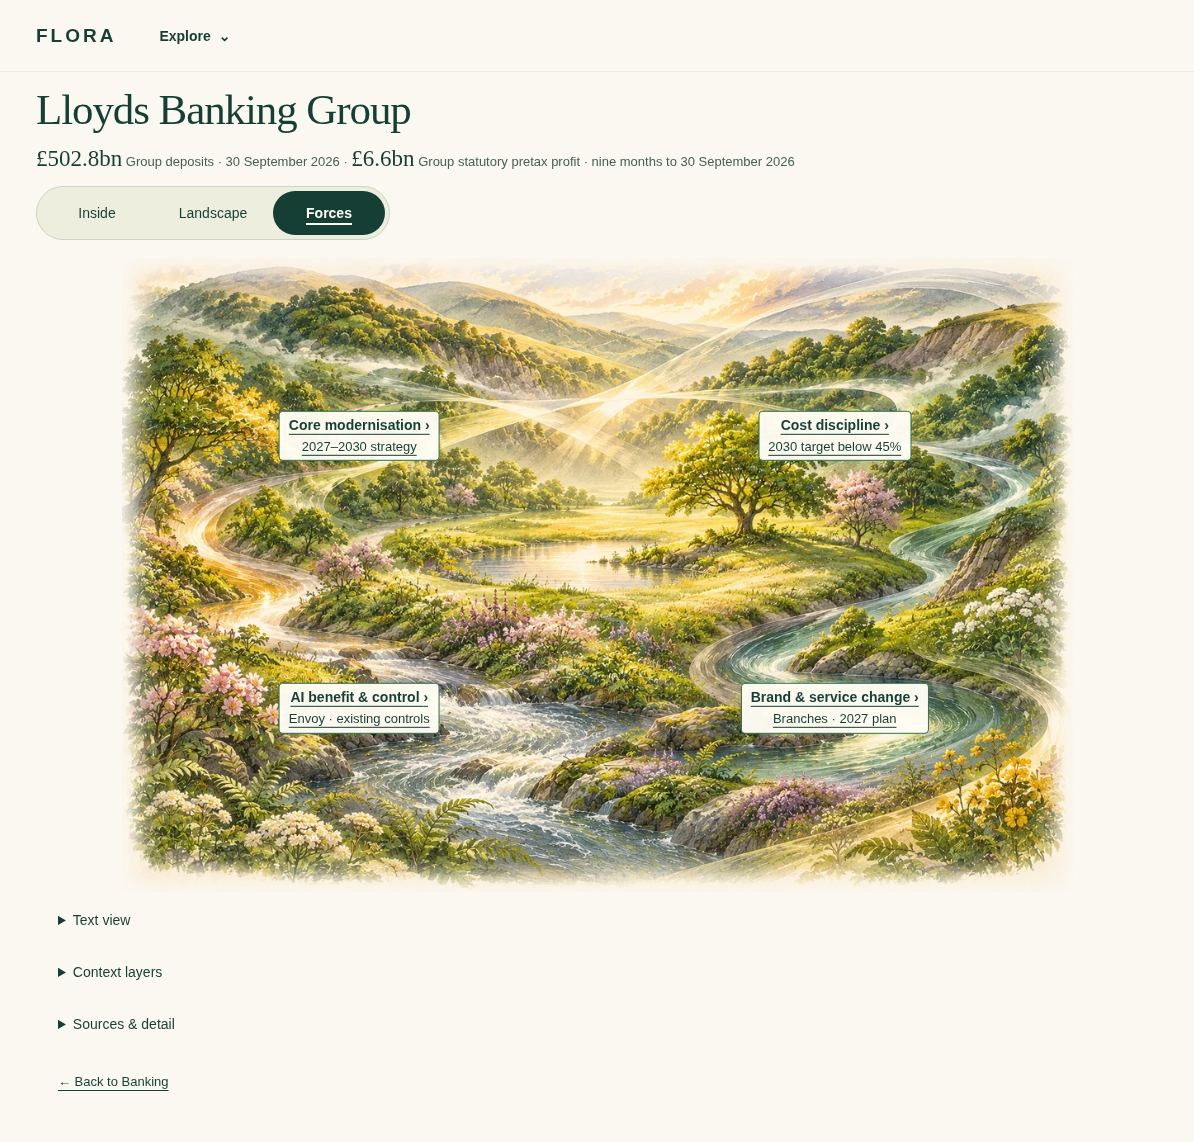 FLORA
Explore ⌄
Lloyds Banking Group
£502.8bn Group deposits · 30 September 2026 · £6.6bn Group statutory pretax profit · nine months to 30 September 2026
Inside
Landscape
Forces
Core modernisation ›
2027–2030 strategy
Cost discipline ›
2030 target below 45%
AI benefit & control ›
Envoy · existing controls
Brand & service change ›
Branches · 2027 plan
▶ Text view
▶ Context layers
▶ Sources & detail
← Back to Banking